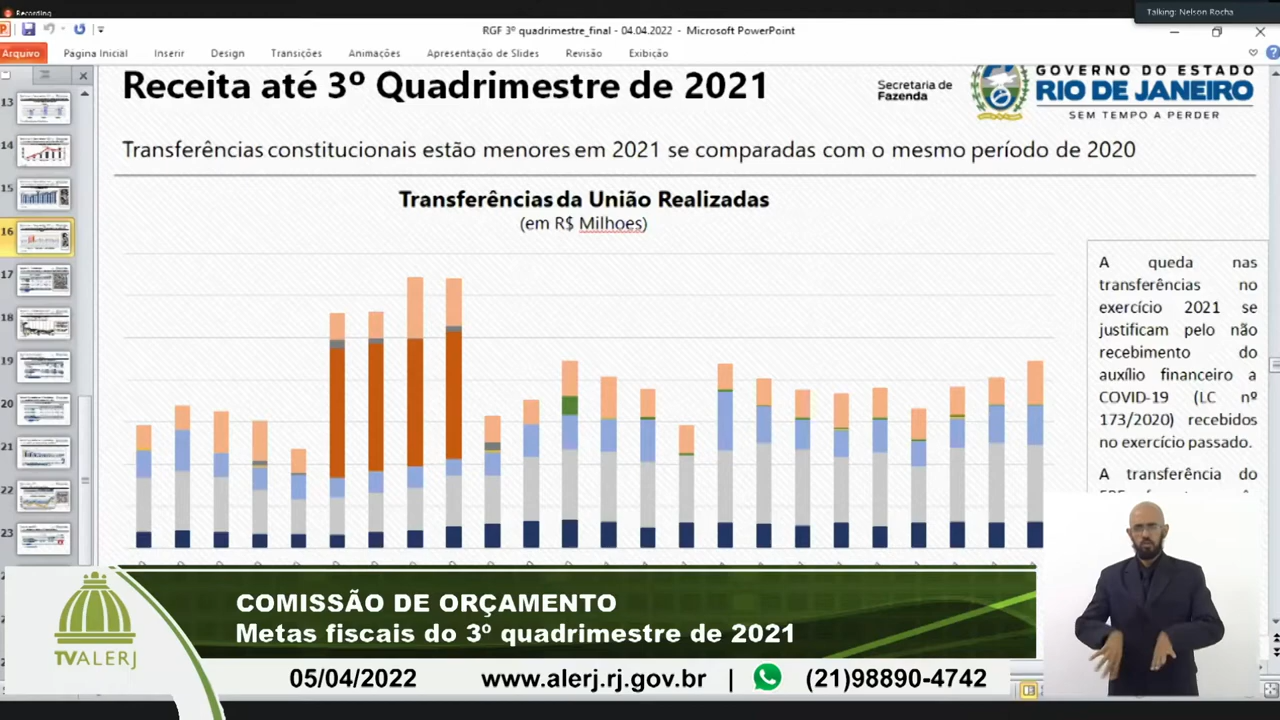 Recording
Talking: Nelson Rocha
RGF 3º quadrimestre_final - 04.04.2022 - Microsoft PowerPoint
Arquivo Página Inicial Inserir Design Transições Animações Apresentação de Slides Revisão Exibição
Receita até 3º Quadrimestre de 2021
Secretaria de
Fazenda
GOVERNO DO ESTADO
RIO DE JANEIRO
SEM TEMPO A PERDER
Transferências constitucionais estão menores em 2021 se comparadas com o mesmo período de 2020
Transferências da União Realizadas
(em R$ Milhoes)
A queda nas
transferências no
exercício 2021 se
justificam pelo não
recebimento do
auxílio financeiro a
COVID-19 (LC nº
173/2020) recebidos
no exercício passado.
A transferência do
13
14
15
16
17
18
19
20
21
22
23
COMISSÃO DE ORÇAMENTO
Metas fiscais do 3º quadrimestre de 2021
TVALERJ
05/04/2022 www.alerj.rj.gov.br | (21)98890-4742